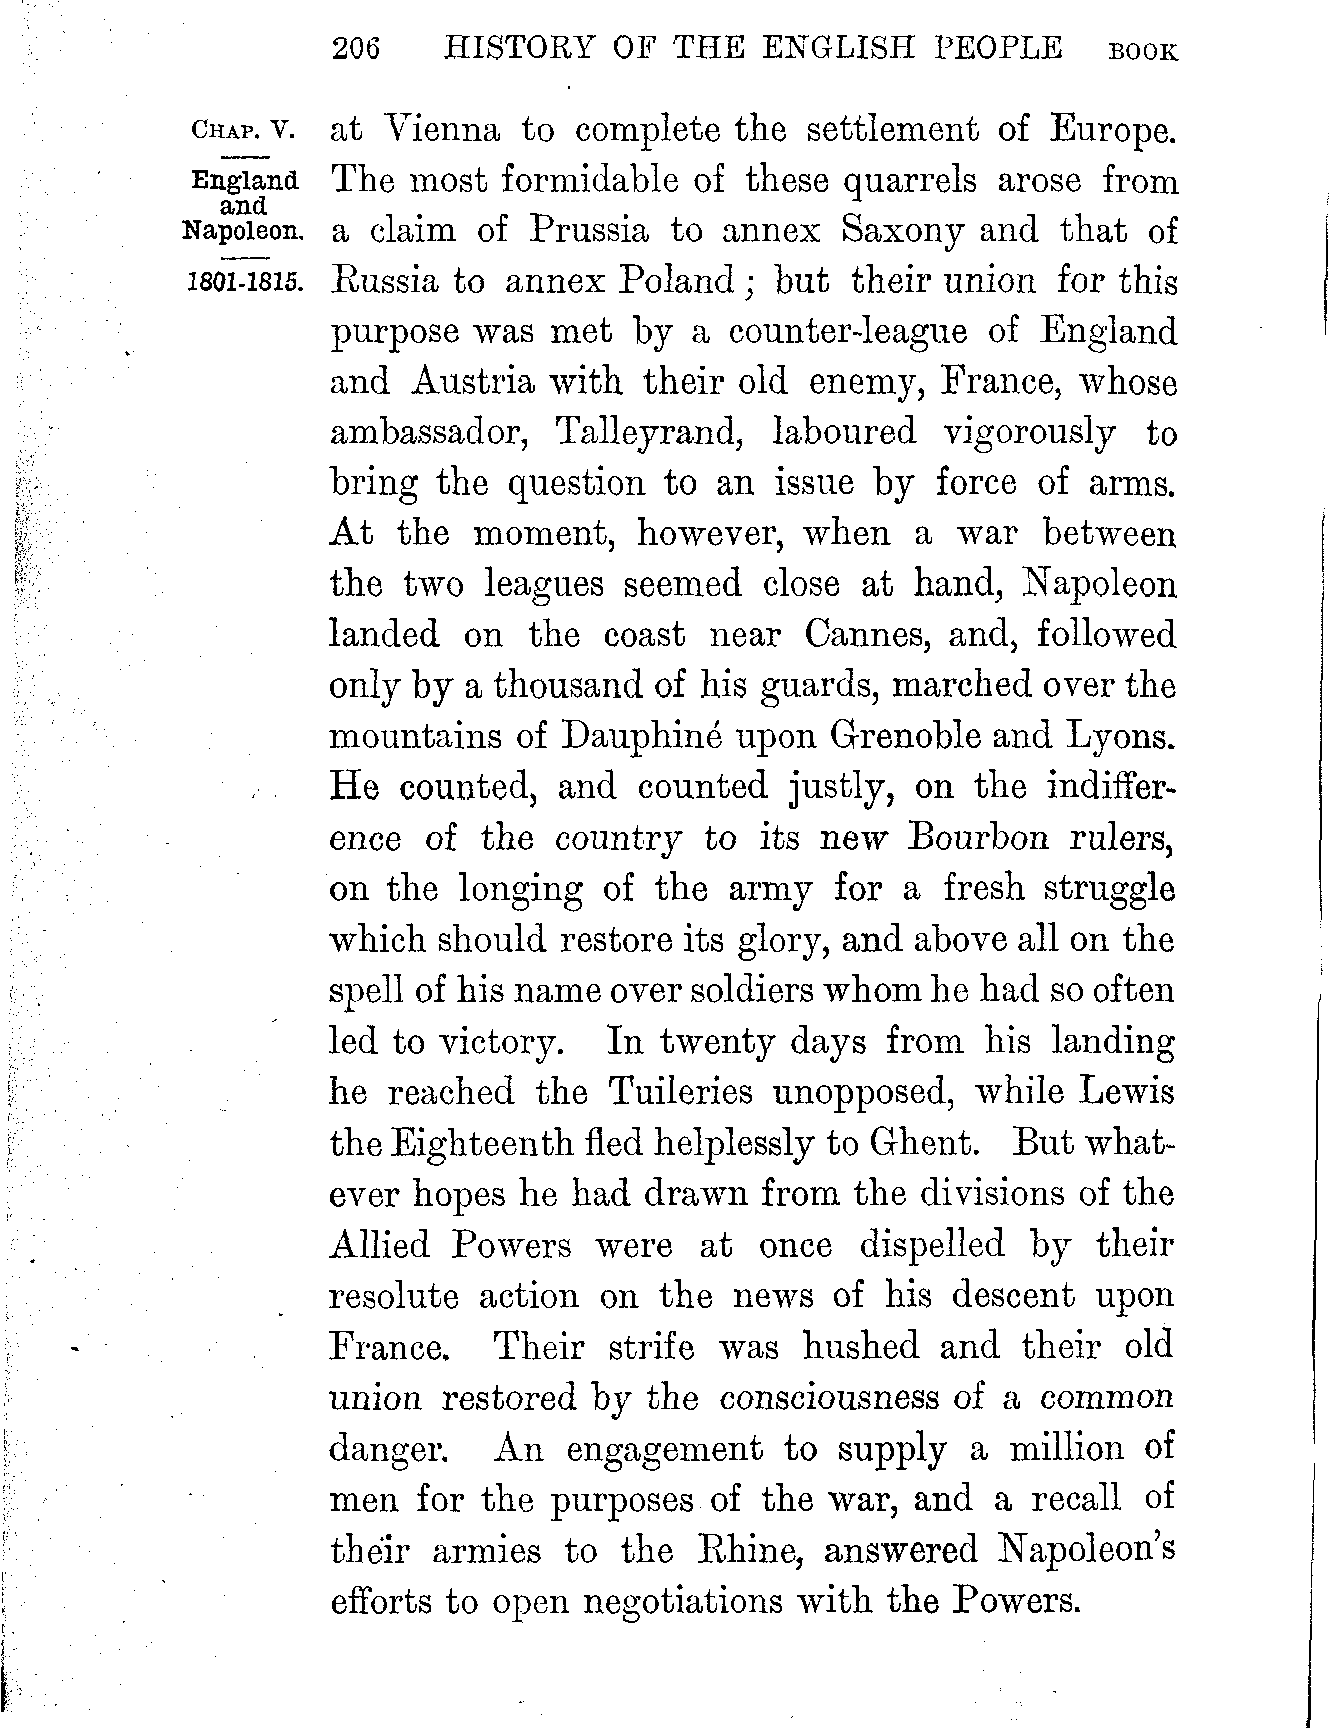 206 HISTORY OF THE ENGLISH PEOPLE BOOK
CHAP. V.
England
and
Napoleon.
1801-1815.
at Vienna to complete the settlement of Europe.
The most formidable of these quarrels arose from
a claim of Prussia to annex Saxony and that of
Russia to annex Poland ; but their union for this
purpose was met by a counter-league of England
and Austria with their old enemy, France, whose
ambassador, Talleyrand, laboured vigorously to
bring the question to an issue by force of arms.
At the moment, however, when a war between
the two leagues seemed close at hand, Napoleon
landed on the coast near Cannes, and, followed
only by a thousand of his guards, marched over the
mountains of Dauphiné upon Grenoble and Lyons.
He counted, and counted justly, on the indiffer-
ence of the country to its new Bourbon rulers,
on the longing of the army for a fresh struggle
which should restore its glory, and above all on the
spell of his name over soldiers whom he had so often
led to victory. In twenty days from his landing
he reached the Tuileries unopposed, while Lewis
the Eighteenth fled helplessly to Ghent. But what-
ever hopes he had drawn from the divisions of the
Allied Powers were at once dispelled by their
resolute action on the news of his descent upon
France. Their strife was hushed and their old
union restored by the consciousness of a common
danger. An engagement to supply a million of
men for the purposes of the war, and a recall of
their armies to the Rhine, answered Napoleon's
efforts to open negotiations with the Powers.